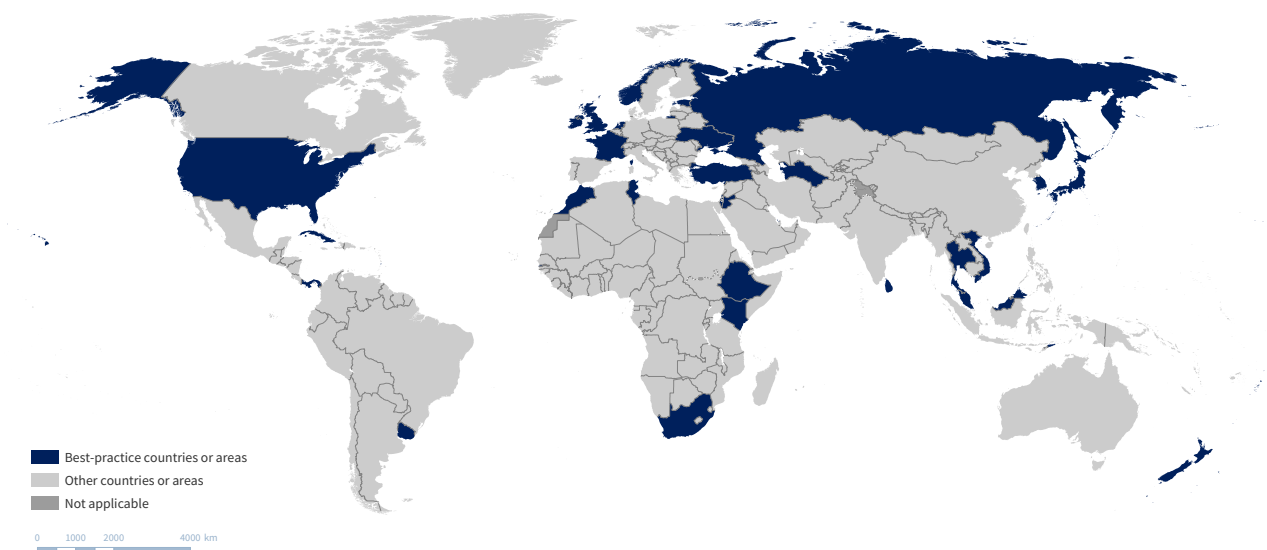 Best-practice countries or areas
Other countries or areas
Not applicable
0 1000 2000 4000 km